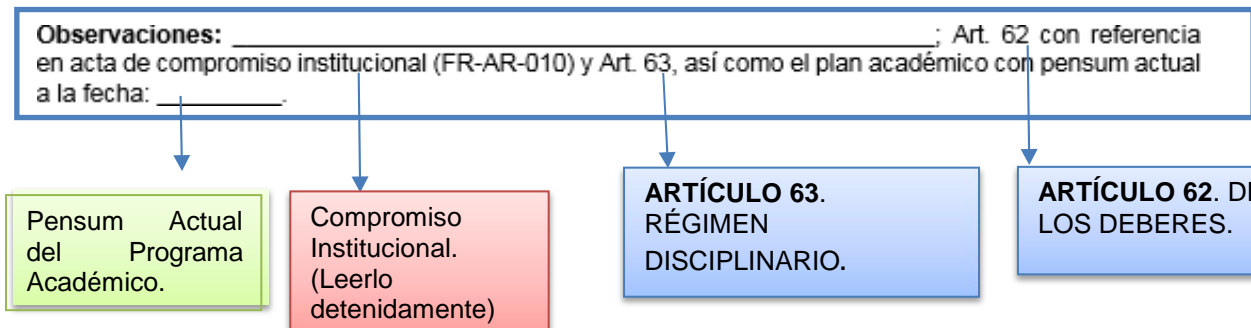 Observaciones: ____________________; Art. 62 con referencia
en acta de compromiso institucional (FR-AR-010) y Art. 63, así como el plan académico con pensum actual
a la fecha: _________.
Pensum Actual
del Programa
Académico.
Compromiso
Institucional.
(Leerlo
detenidamente)
ARTÍCULO 63.
RÉGIMEN
DISCIPLINARIO.
ARTÍCULO 62. DE
LOS DEBERES.